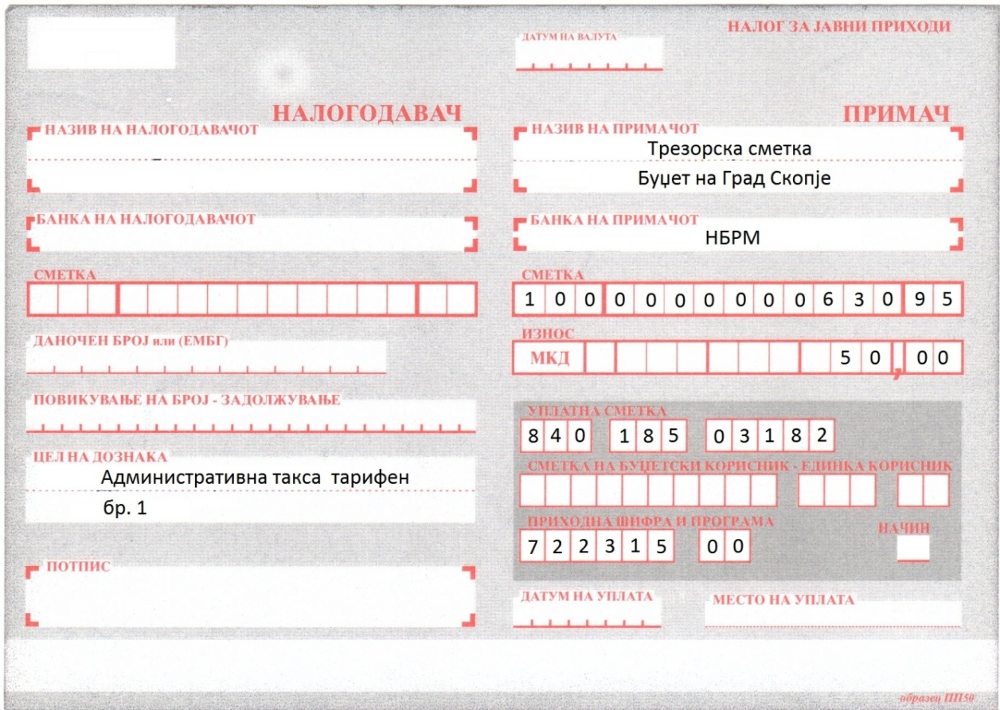 НАЛОГ ЗА ЈАВНИ ПРИХОДИ
ДАТУМ НА ВАЛУТА
НАЛОГОДАВАЧ
НАЗИВ НА НАЛОГОДАВАЧОТ
БАНКА НА НАЛОГОДАВАЧОТ
СМЕТКА
ДАНОЧЕН БРОЈ или (ЕМБГ)
ПОВИКУВАЊЕ НА БРОЈ - ЗАДОЛЖУВАЊЕ
ЦЕЛ НА ДОЗНАКА
Административна такса тарифен
бр. 1
ПОТПИС
ПРИМАЧ
НАЗИВ НА ПРИМАЧОТ
Трезорска сметка
Буџет на Град Скопје
БАНКА НА ПРИМАЧОТ
НБРМ
СМЕТКА
100 0000000630 95
ИЗНОС
МКД 50,00
УПЛАТНА СМЕТКА
840 185 03182
СМЕТКА НА БУЏЕТСКИ КОРИСНИК - ЕДИНКА КОРИСНИК
ПРИХОДНА ШИФРА И ПРОГРАМА
НАЧИН
722315 00
ДАТУМ НА УПЛАТА
МЕСТО НА УПЛАТА
образец ПП50